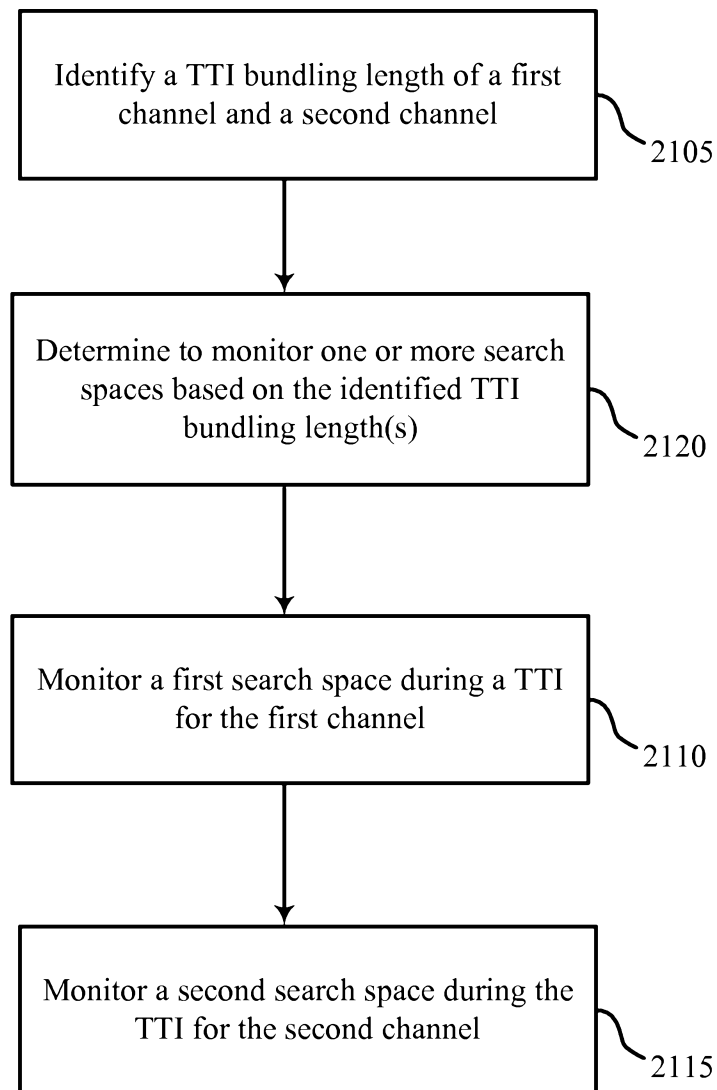 Identify a TTI bundling length of a first
channel and a second channel
2105
Determine to monitor one or more search
spaces based on the identified TTI
bundling length(s)
2120
Monitor a first search space during a TTI
for the first channel
2110
Monitor a second search space during the
TTI for the second channel
2115